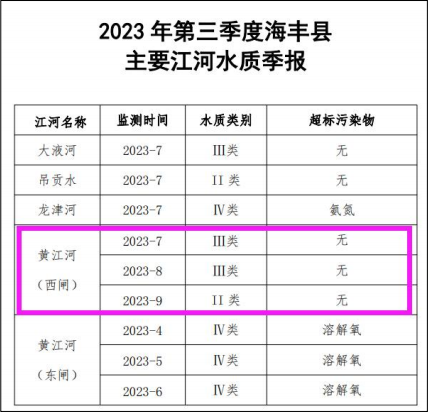 2023 年第三季度海丰县
主要江河水质季报
江河名称 监测时间 水质类别 超标污染物
大液河 2023-7 III类 无
吊贡水 2023-7 II 类 无
龙津河 2023-7 IV类 氨氮
黄江河
（西闸）
2023-7 III类 无
2023-8 III类 无
2023-9 II 类 无
黄江河
（东闸）
2023-4 IV类 溶解氧
2023-5 IV类 溶解氧
2023-6 IV类 溶解氧